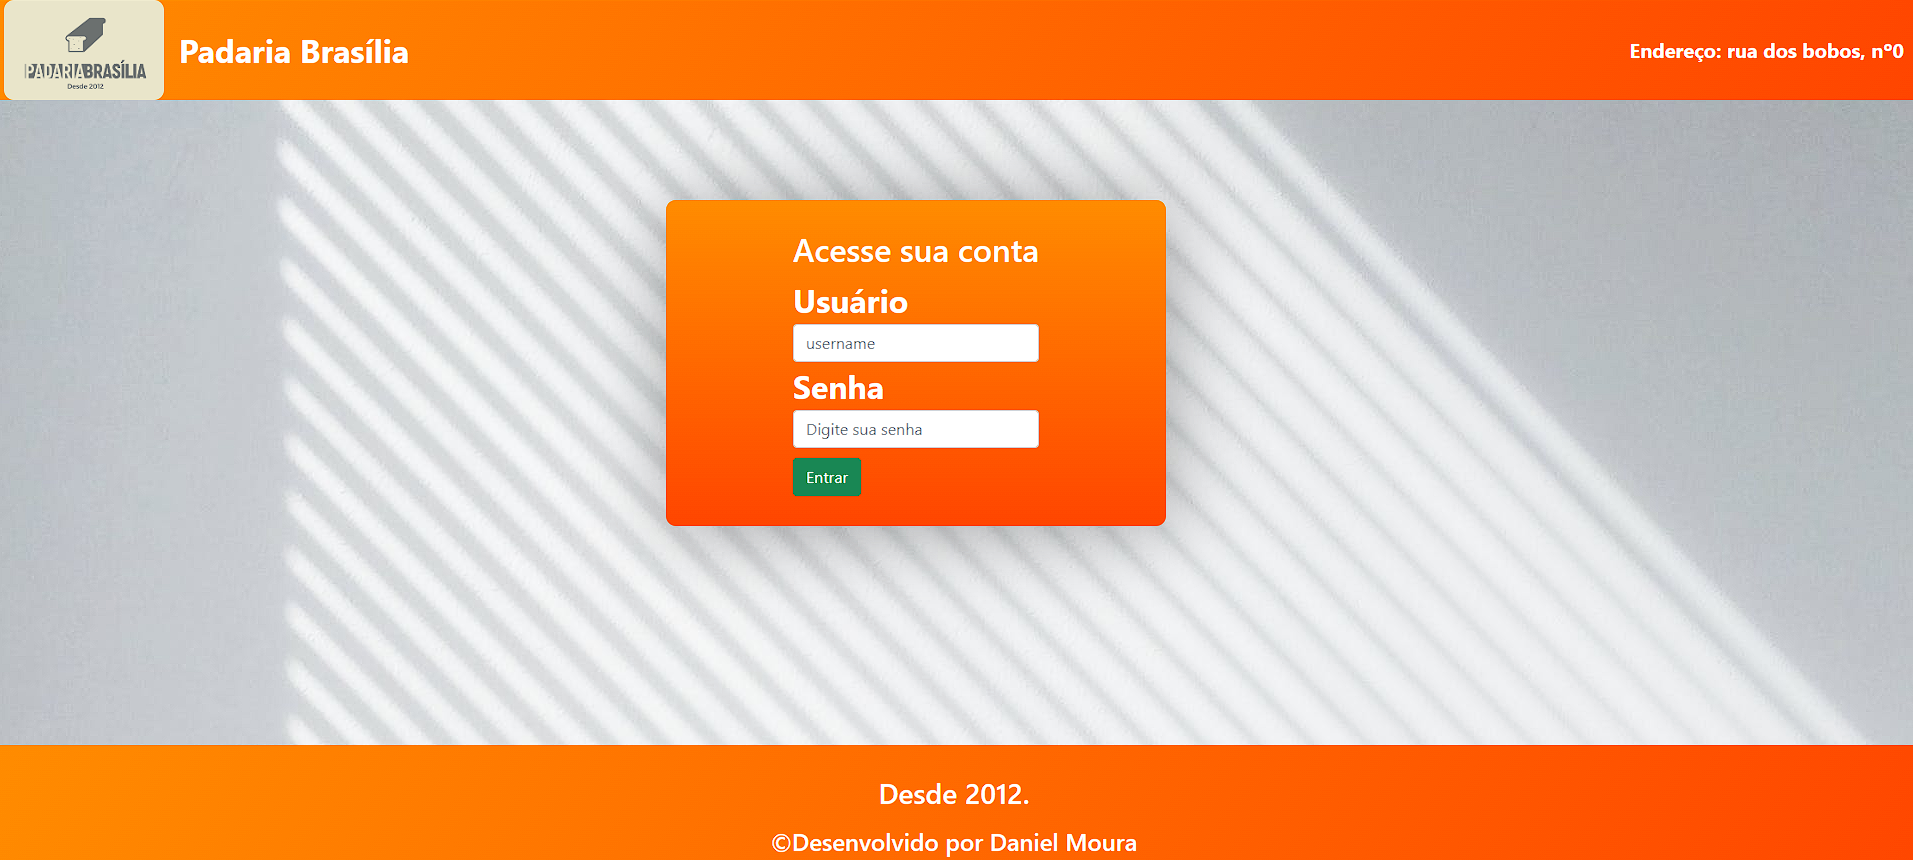 PADARIABRASÍLIA
Desde 2012
Padaria Brasília
Endereço: rua dos bobos, nº0
Acesse sua conta
Usuário
username
Senha
Digite sua senha
Entrar
Desde 2012.
©Desenvolvido por Daniel Moura